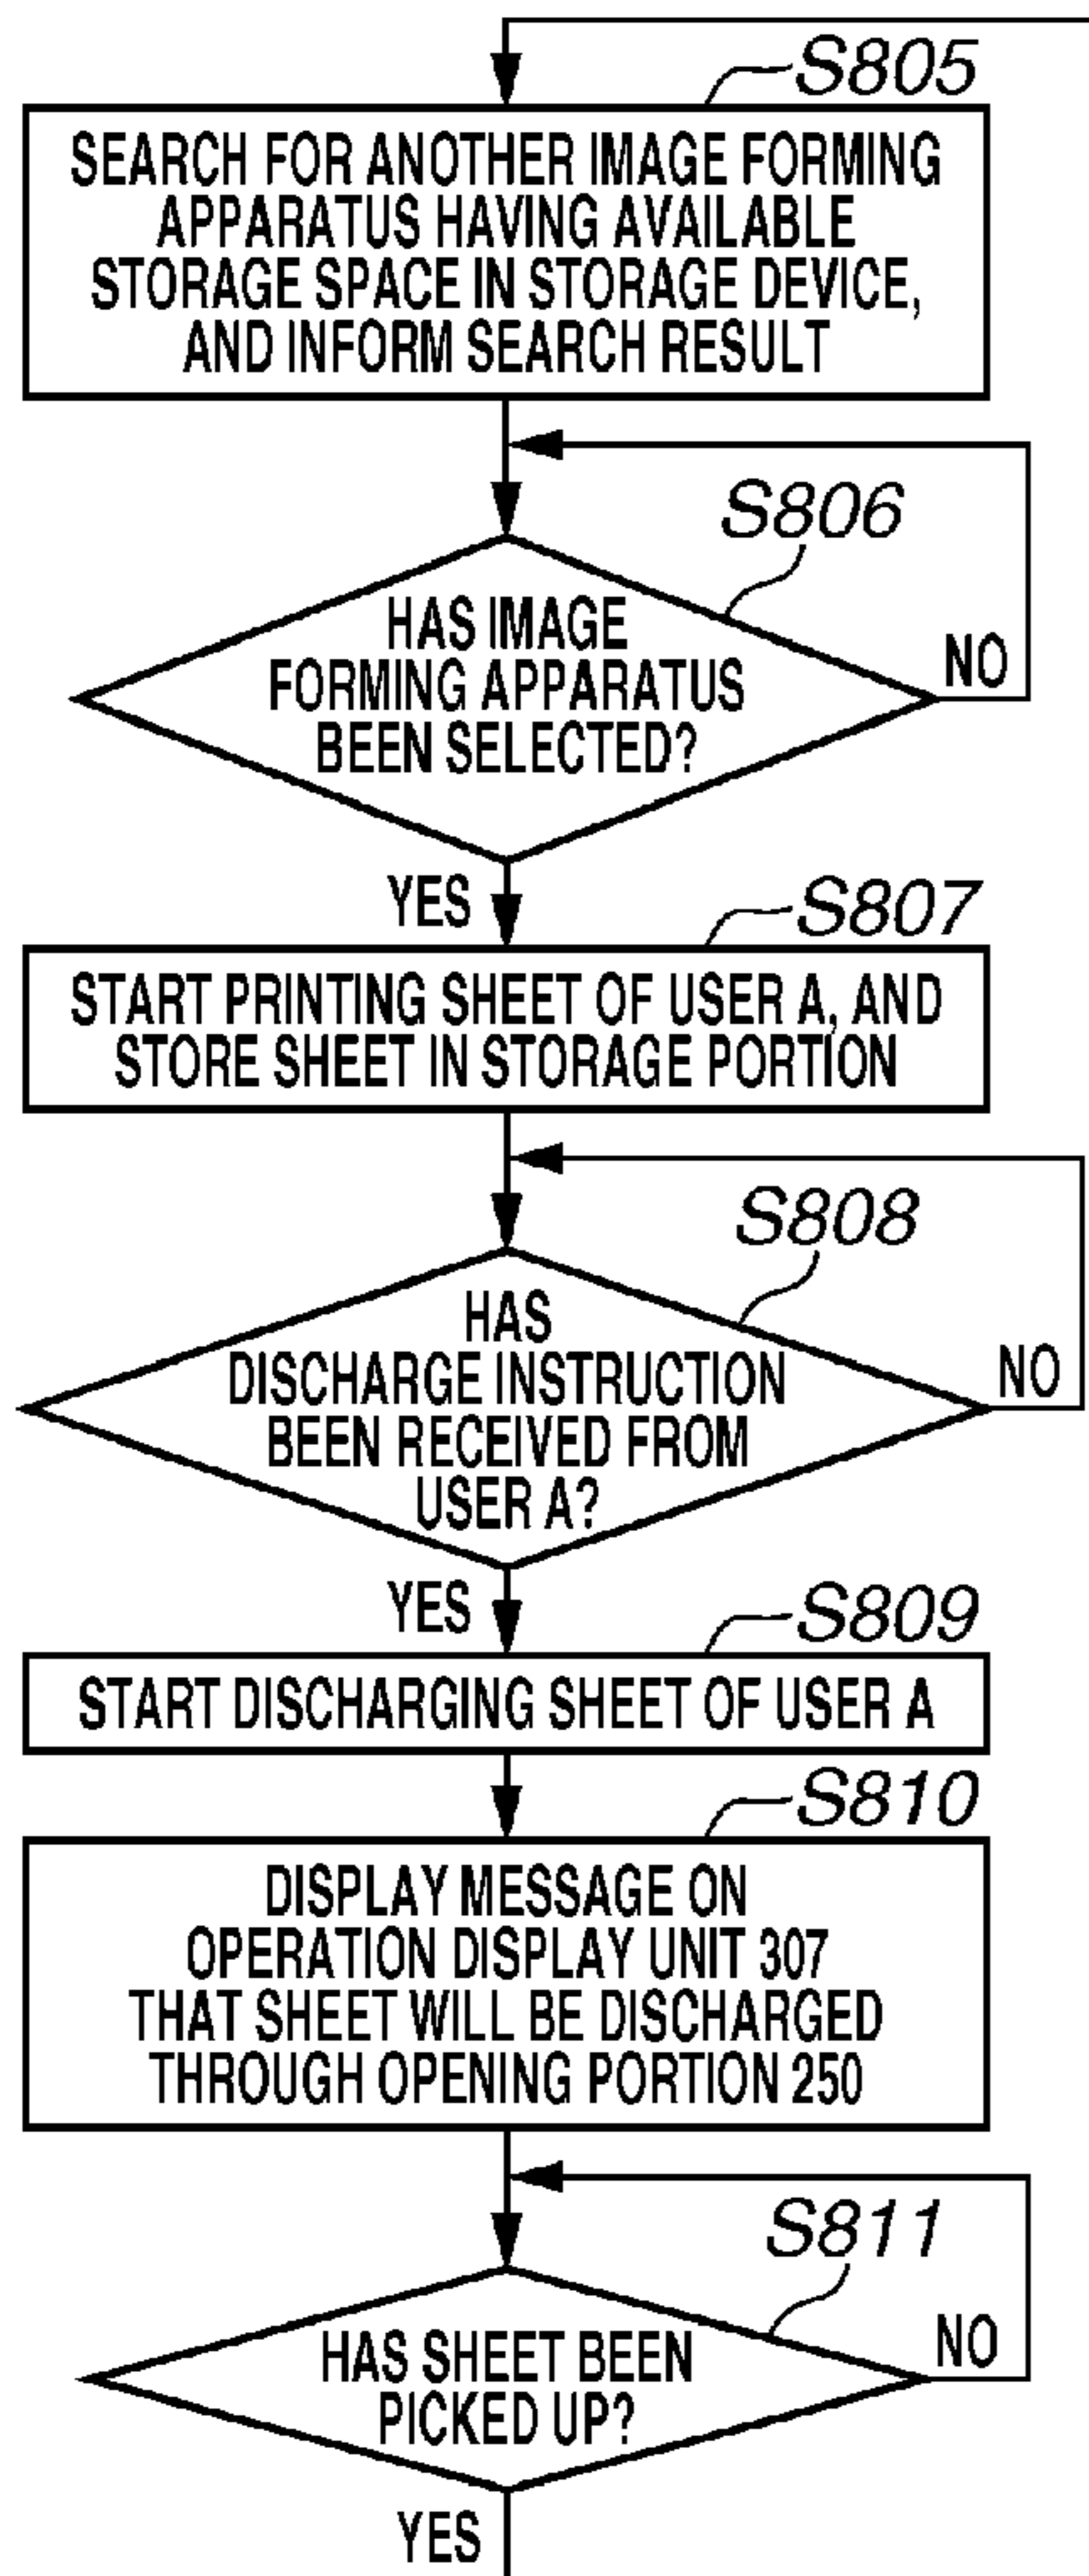 S805
SEARCH FOR ANOTHER IMAGE FORMING
APPARATUS HAVING AVAILABLE
STORAGE SPACE IN STORAGE DEVICE,
AND INFORM SEARCH RESULT
S806
HAS IMAGE
FORMING APPARATUS
BEEN SELECTED?
NO
YES
S807
START PRINTING SHEET OF USER A, AND
STORE SHEET IN STORAGE PORTION
S808
HAS
DISCHARGE INSTRUCTION
BEEN RECEIVED FROM
USER A?
NO
YES
S809
START DISCHARGING SHEET OF USER A
S810
DISPLAY MESSAGE ON
OPERATION DISPLAY UNIT 307
THAT SHEET WILL BE DISCHARGED
THROUGH OPENING PORTION 250
S811
HAS SHEET BEEN
PICKED UP?
NO
YES